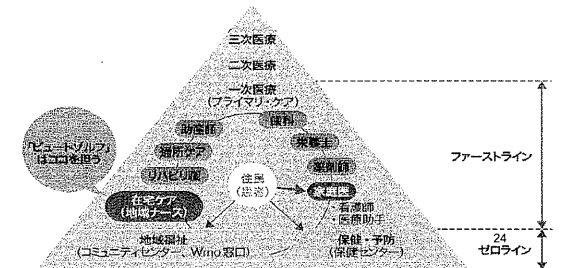 三次医療
二次医療
一次医療
(プライマリ・ケア)
助産師
歯科
通所ケア
栄養士
リハビリ職
薬剤師
「ビュートゾルフ」
はココを担う
住民
(患者)
家庭医
在宅ケア
(地域ナース)
・看護師
・医療助手
地域福祉
(コミュニティセンター、Wmo窓口)
保健・予防
(保健センター)
ファーストライン
24
ゼロライン